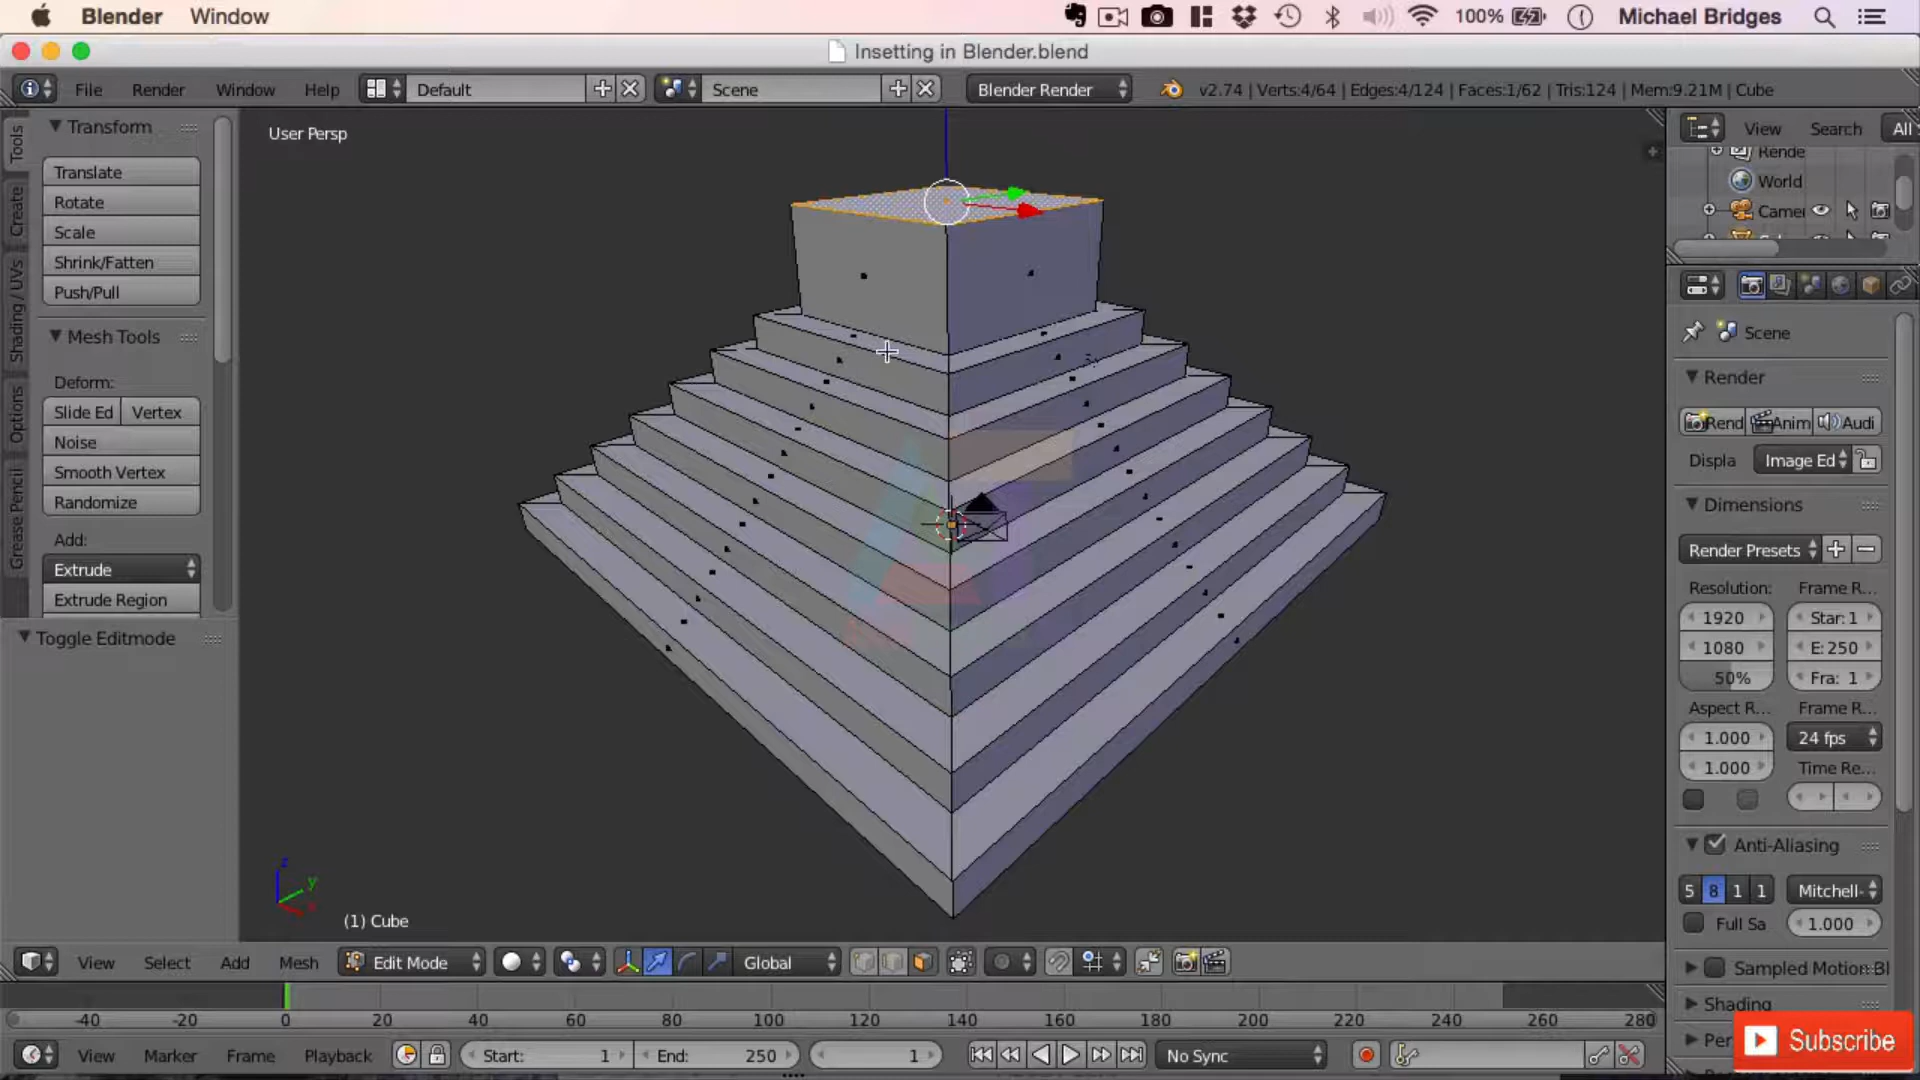 Blender Window 100% Michael Bridges
Insetting in Blender.blend
File Render Window Help Default Scene Blender Render v2.74 | Verts:4/64 | Edges:4/124 | Faces:1/62 | Tris:124 | Mem:9.21M | Cube
Tools
Create
Shading / UVs
Options
Grease Pencil
Transform
Translate
Rotate
Scale
Shrink/Fatten
Push/Pull
Mesh Tools
Deform:
Slide Ed Vertex
Noise
Smooth Vertex
Randomize
Add:
Extrude
Extrude Region
Toggle Editmode
User Persp
z
y
x
(1) Cube
View Search All
Rende
World
Camer
Scene
Render
Rend Anim Audi
Displa Image Ed
Dimensions
Render Presets
Resolution: Frame R...
1920 Star: 1
1080 E: 250
50% Fra: 1
Aspect R... Frame R...
1.000 24 fps
1.000 Time Re...
Anti-Aliasing
5 8 1 1 Mitchell-
Full Sa 1.000
Sampled Motion Bl
Shading
Per
View Select Add Mesh Edit Mode Global
-40 -20 0 20 40 60 80 100 120 140 160 180 200 220 240 260 280
View Marker Frame Playback Start: 1 End: 250 1 No Sync
Subscribe